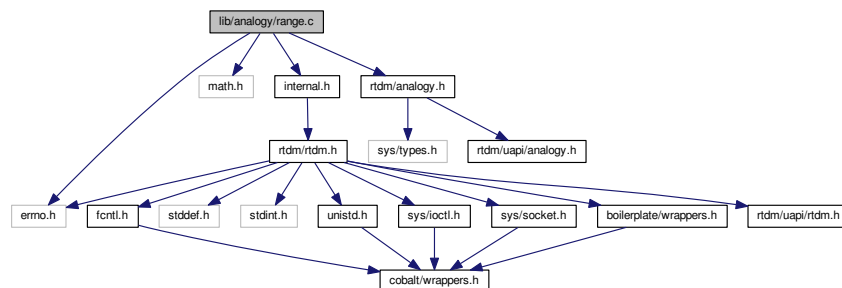 lib/analogy/range.c
math.h
internal.h
rtdm/analogy.h
rtdm/rtdm.h
sys/types.h
rtdm/uapi/analogy.h
errno.h
fcntl.h
stddef.h
stdint.h
unistd.h
sys/ioctl.h
sys/socket.h
boilerplate/wrappers.h
rtdm/uapi/rtdm.h
cobalt/wrappers.h